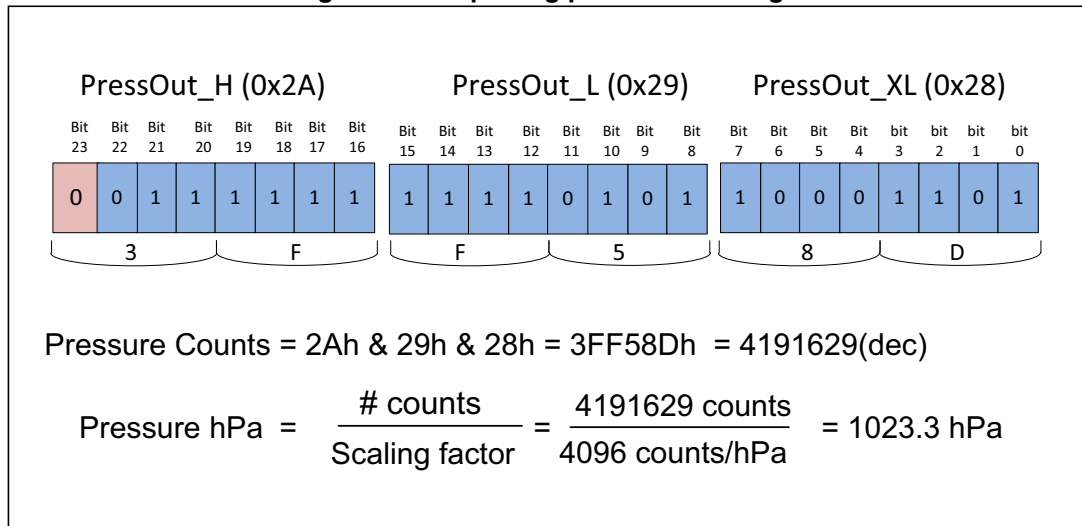 PressOut_H (0x2A) PressOut_L (0x29) PressOut_XL (0x28)
Bit 23 Bit 22 Bit 21 Bit 20 Bit 19 Bit 18 Bit 17 Bit 16 Bit 15 Bit 14 Bit 13 Bit 12 Bit 11 Bit 10 Bit 9 Bit 8 Bit 7 Bit 6 Bit 5 Bit 4 bit 3 bit 2 bit 1 bit 0
0 0 1 1 1 1 1 1 1 1 1 1 0 1 0 1 1 0 0 0 1 1 0 1
3 F F 5 8 D
Pressure Counts = 2Ah & 29h & 28h = 3FF58Dh = 4191629(dec)
Pressure hPa = # counts / Scaling factor = 4191629 counts / 4096 counts/hPa = 1023.3 hPa